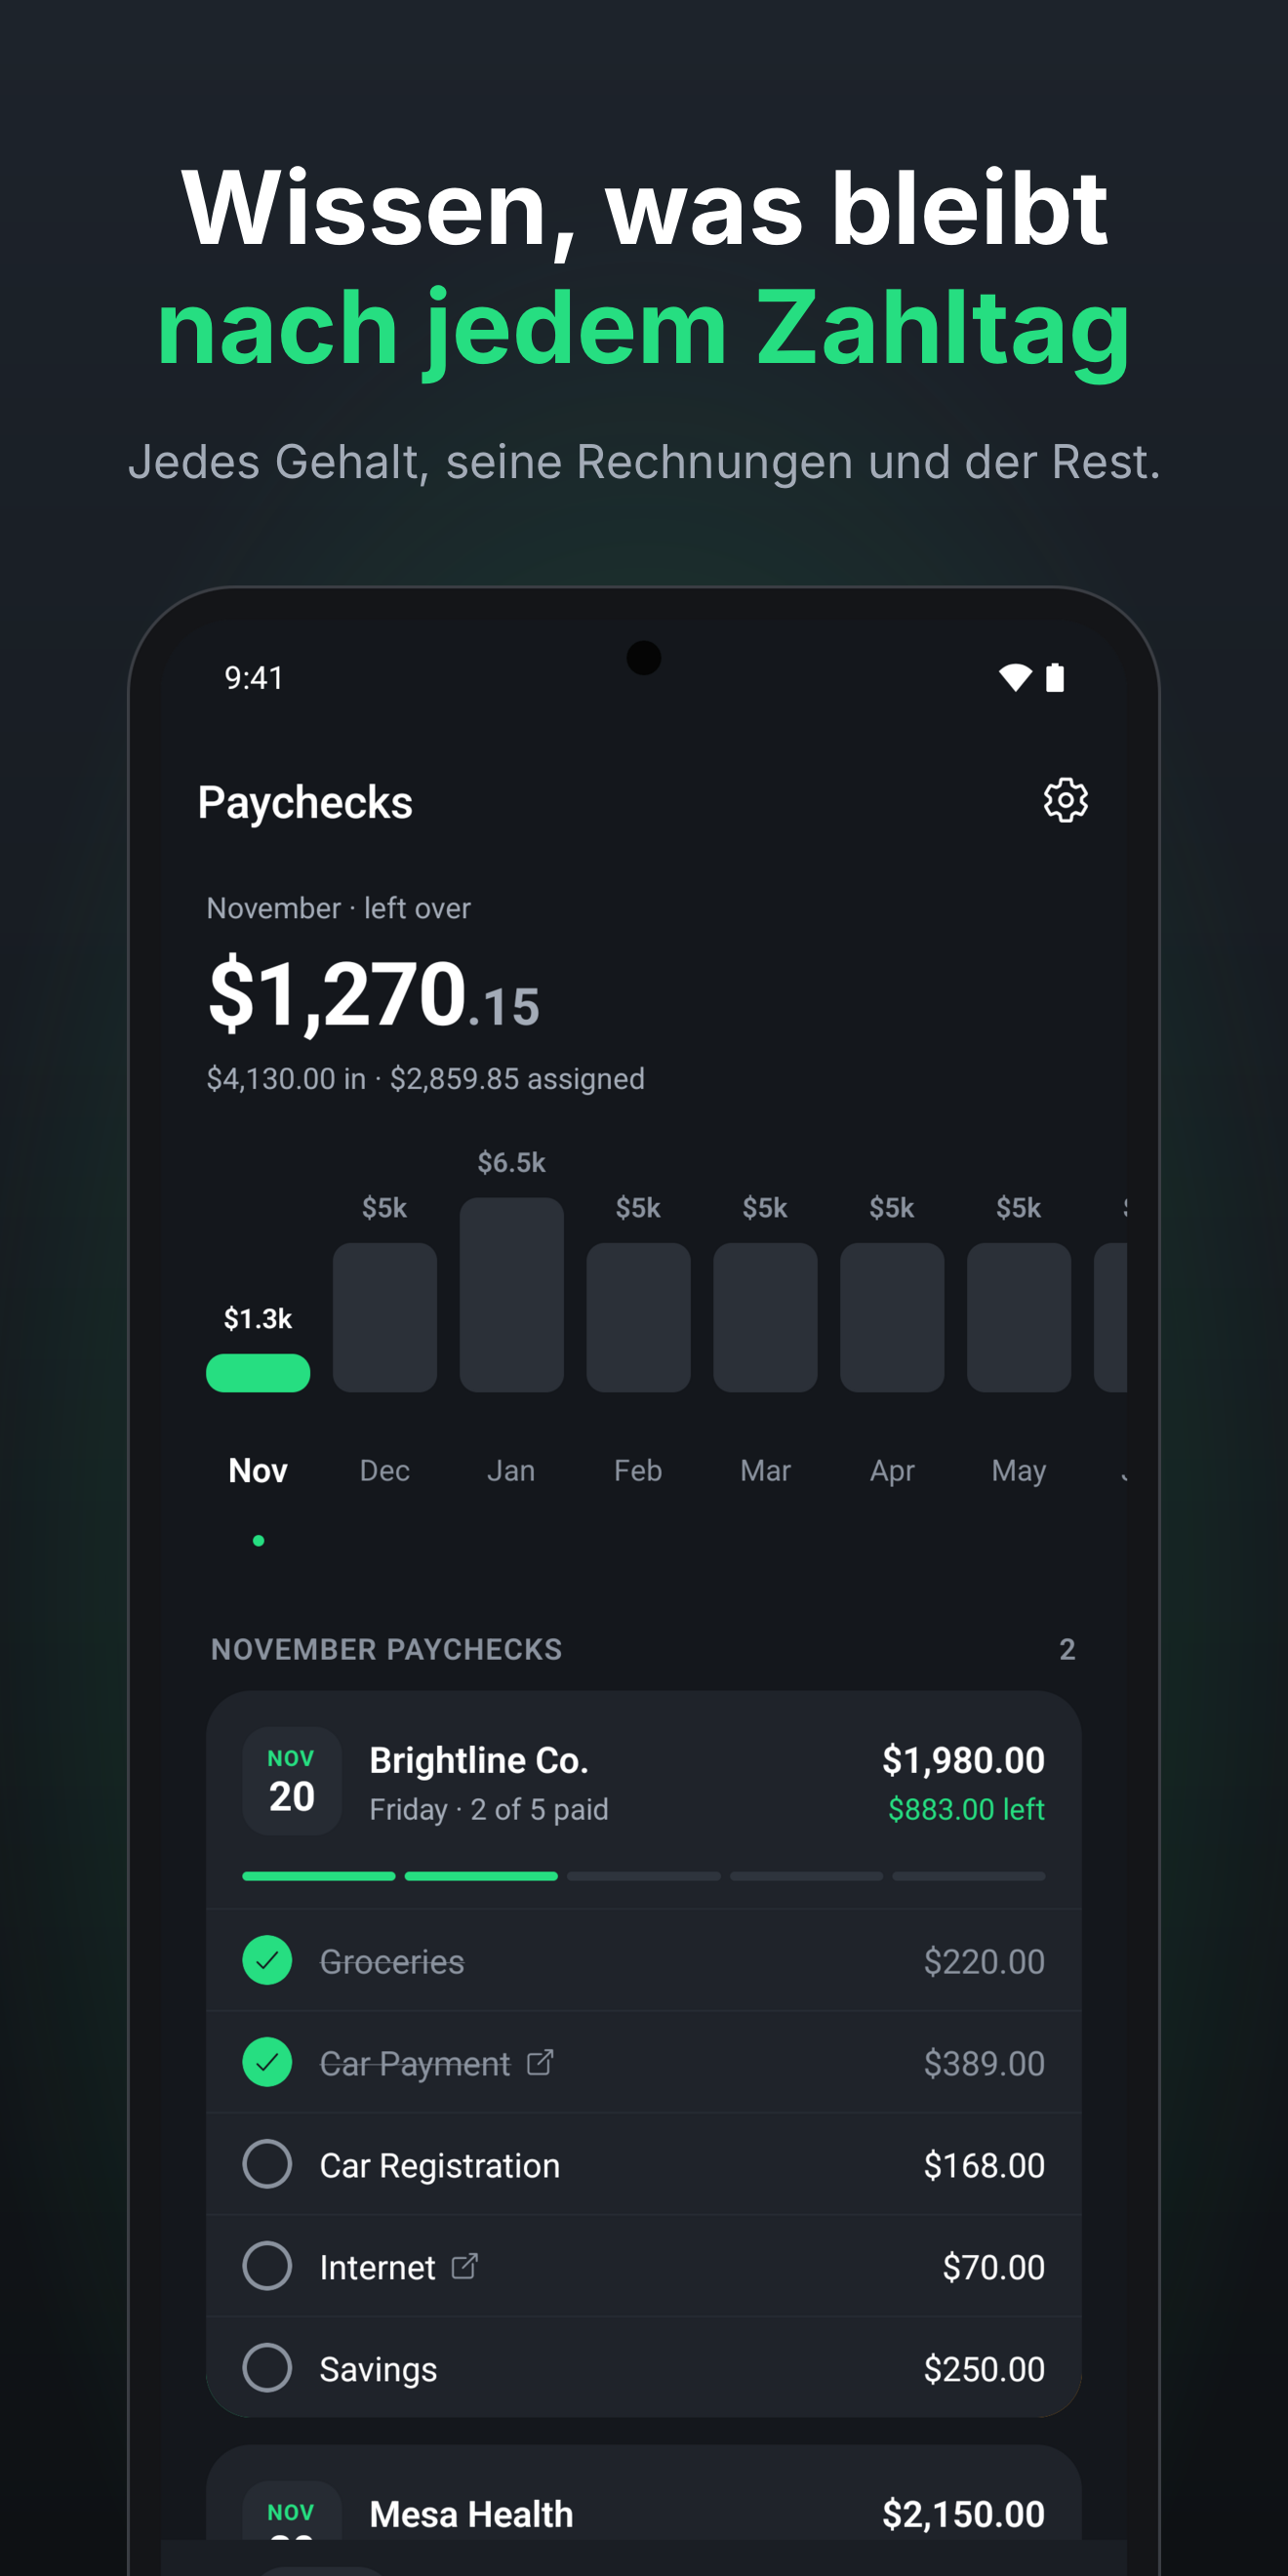 Wissen, was bleibt
nach jedem Zahltag
Jedes Gehalt, seine Rechnungen und der Rest.
9:41
Paychecks
November · left over
$1,270.15
$4,130.00 in · $2,859.85 assigned
$1.3k $5k $6.5k $5k $5k $5k $5k
Nov Dec Jan Feb Mar Apr May
NOVEMBER PAYCHECKS 2
NOV
20
Brightline Co. $1,980.00
Friday · 2 of 5 paid $883.00 left
Groceries $220.00
Car Payment $389.00
Car Registration $168.00
Internet $70.00
Savings $250.00
NOV
Mesa Health $2,150.00